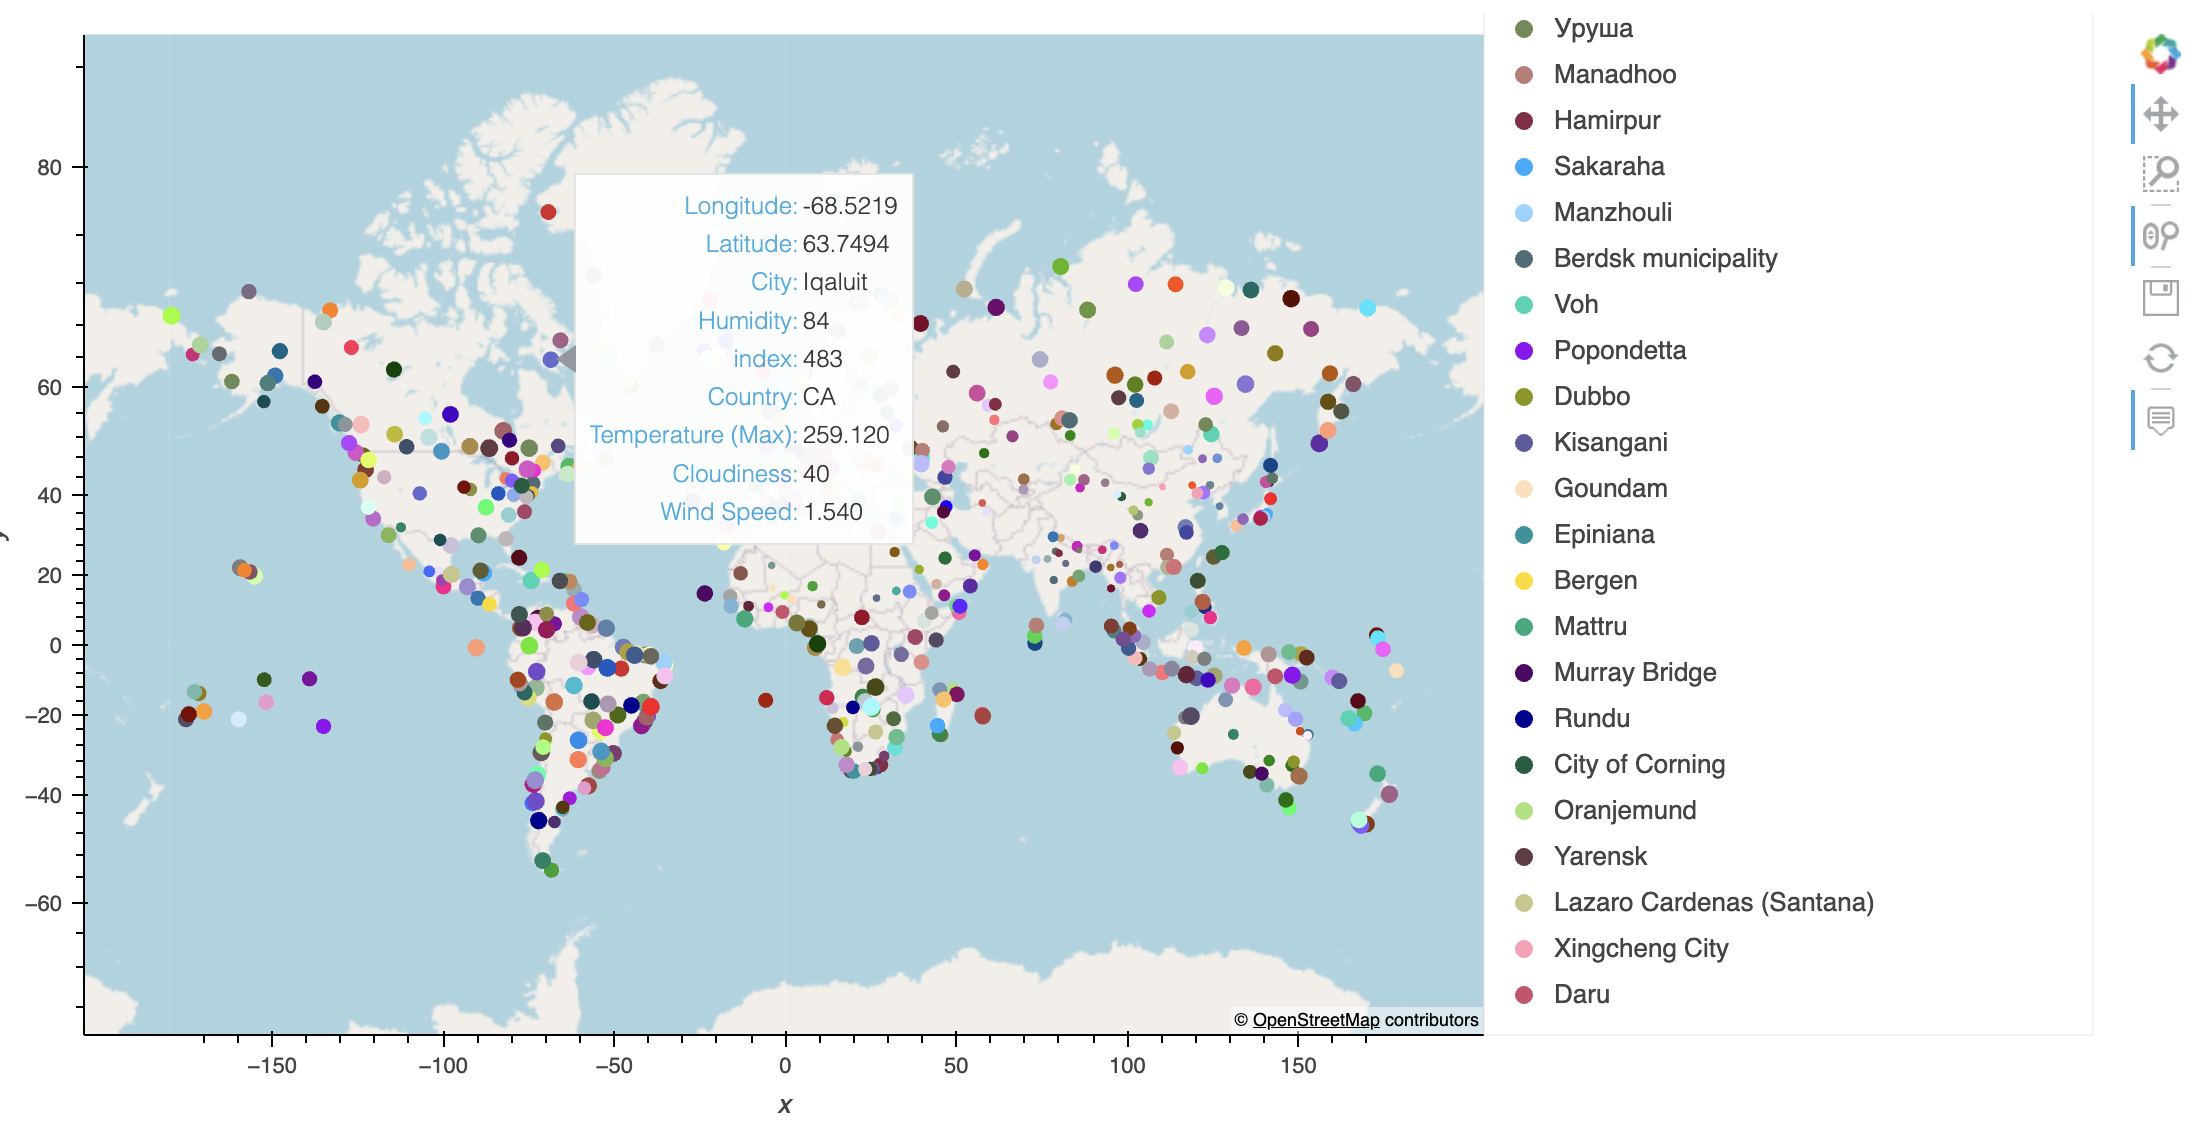 80
60
40
20
0
−20
−40
−60
−150
−100
−50
0
50
100
150
x
Longitude: -68.5219
Latitude: 63.7494
City: Iqaluit
Humidity: 84
index: 483
Country: CA
Temperature (Max): 259.120
Cloudiness: 40
Wind Speed: 1.540
© OpenStreetMap contributors
Уруша
Manadhoo
Hamirpur
Sakaraha
Manzhouli
Berdsk municipality
Voh
Popondetta
Dubbo
Kisangani
Goundam
Epiniana
Bergen
Mattru
Murray Bridge
Rundu
City of Corning
Oranjemund
Yarensk
Lazaro Cardenas (Santana)
Xingcheng City
Daru